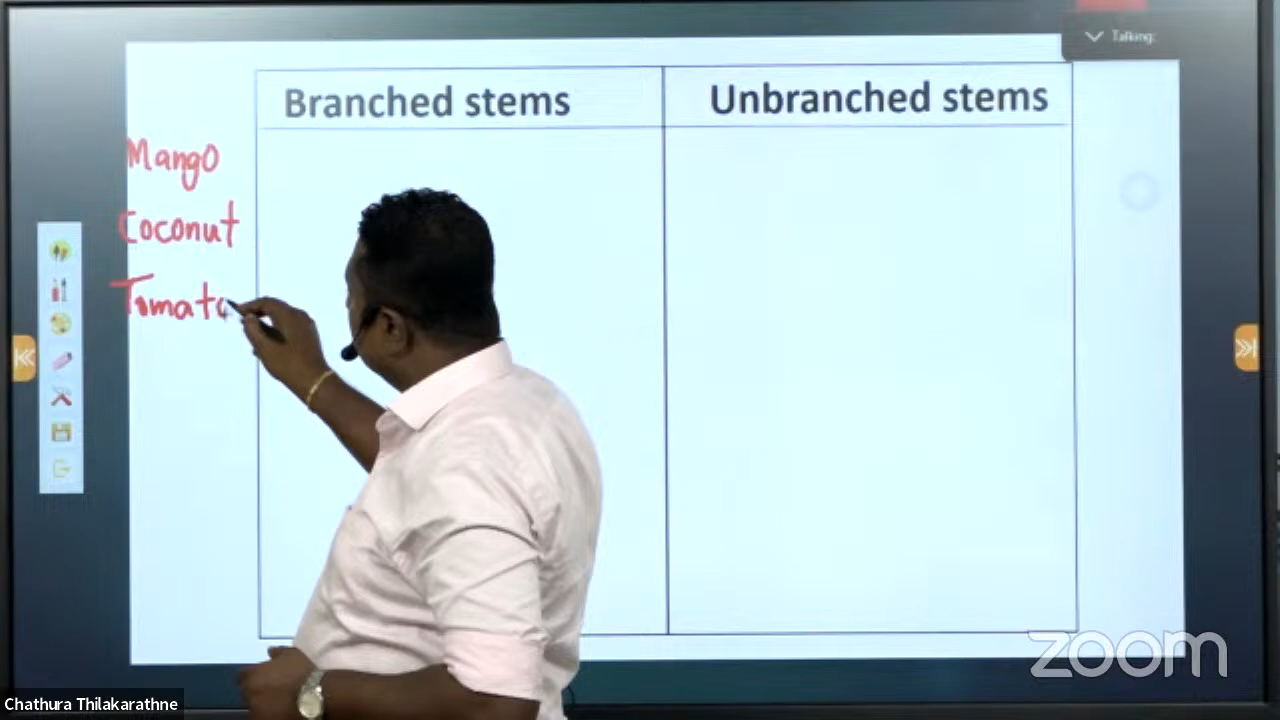 Talking:
Branched stems
Unbranched stems
Mango
Coconut
Tomato
zoom
Chathura Thilakarathne